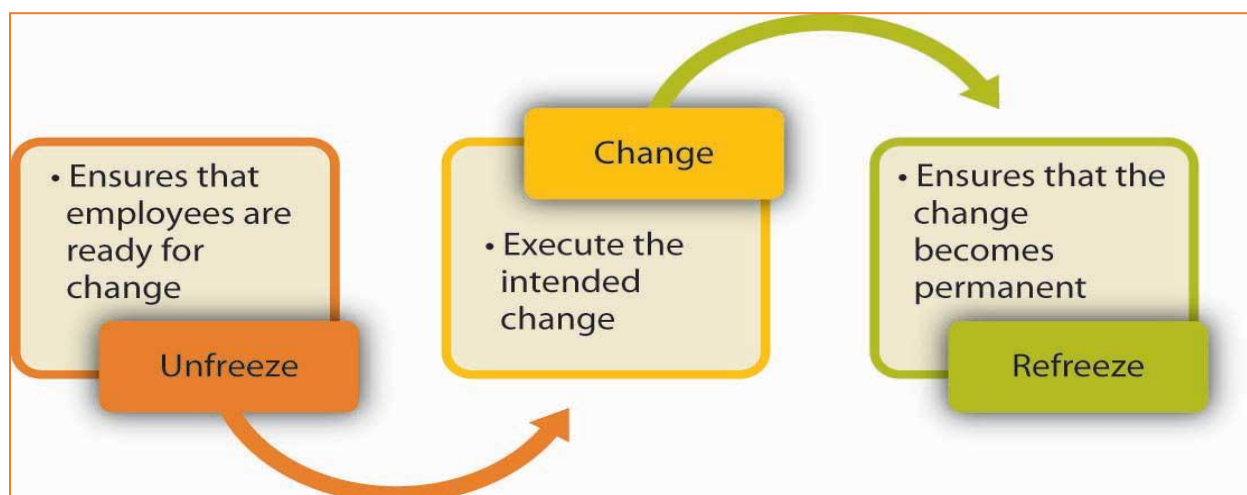 • Ensures that
employees are
ready for
change
Unfreeze
Change
• Execute the
intended
change
• Ensures that the
change
becomes
permanent
Refreeze